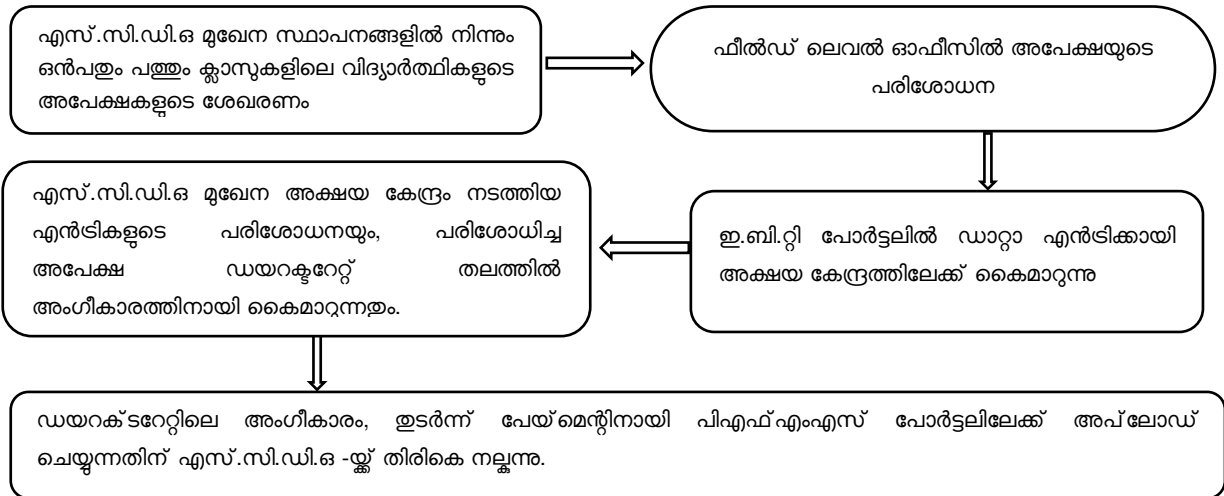 എസ്.സി.ഡി.ഒ മുഖേന സ്ഥാപനങ്ങളിൽ നിന്നും
ഒൻപതും പത്തും ക്ലാസുകളിലെ വിദ്യാർത്ഥികളുടെ
അപേക്ഷകളുടെ ശേഖരണം
ഫീൽഡ് ലെവൽ ഓഫീസിൽ അപേക്ഷയുടെ
പരിശോധന
ഇ.ബി.റ്റി പോർട്ടലിൽ ഡാറ്റാ എൻട്രിക്കായി
അക്ഷയ കേന്ദ്രത്തിലേക്ക് കൈമാറുന്നു
എസ്.സി.ഡി.ഒ മുഖേന അക്ഷയ കേന്ദ്രം നടത്തിയ
എൻട്രികളുടെ പരിശോധനയും, പരിശോധിച്ച
അപേക്ഷ ഡയറക്ടറേറ്റ് തലത്തിൽ
അംഗീകാരത്തിനായി കൈമാറുന്നതും.
ഡയറക്ടറേറ്റിലെ അംഗീകാരം, തുടർന്ന് പേയ്മെന്റിനായി പിഎഫ്എംഎസ് പോർട്ടലിലേക്ക് അപ്‌ലോഡ്
ചെയ്യുന്നതിന് എസ്.സി.ഡി.ഒ -യ്ക്ക് തിരികെ നല്കുന്നു.